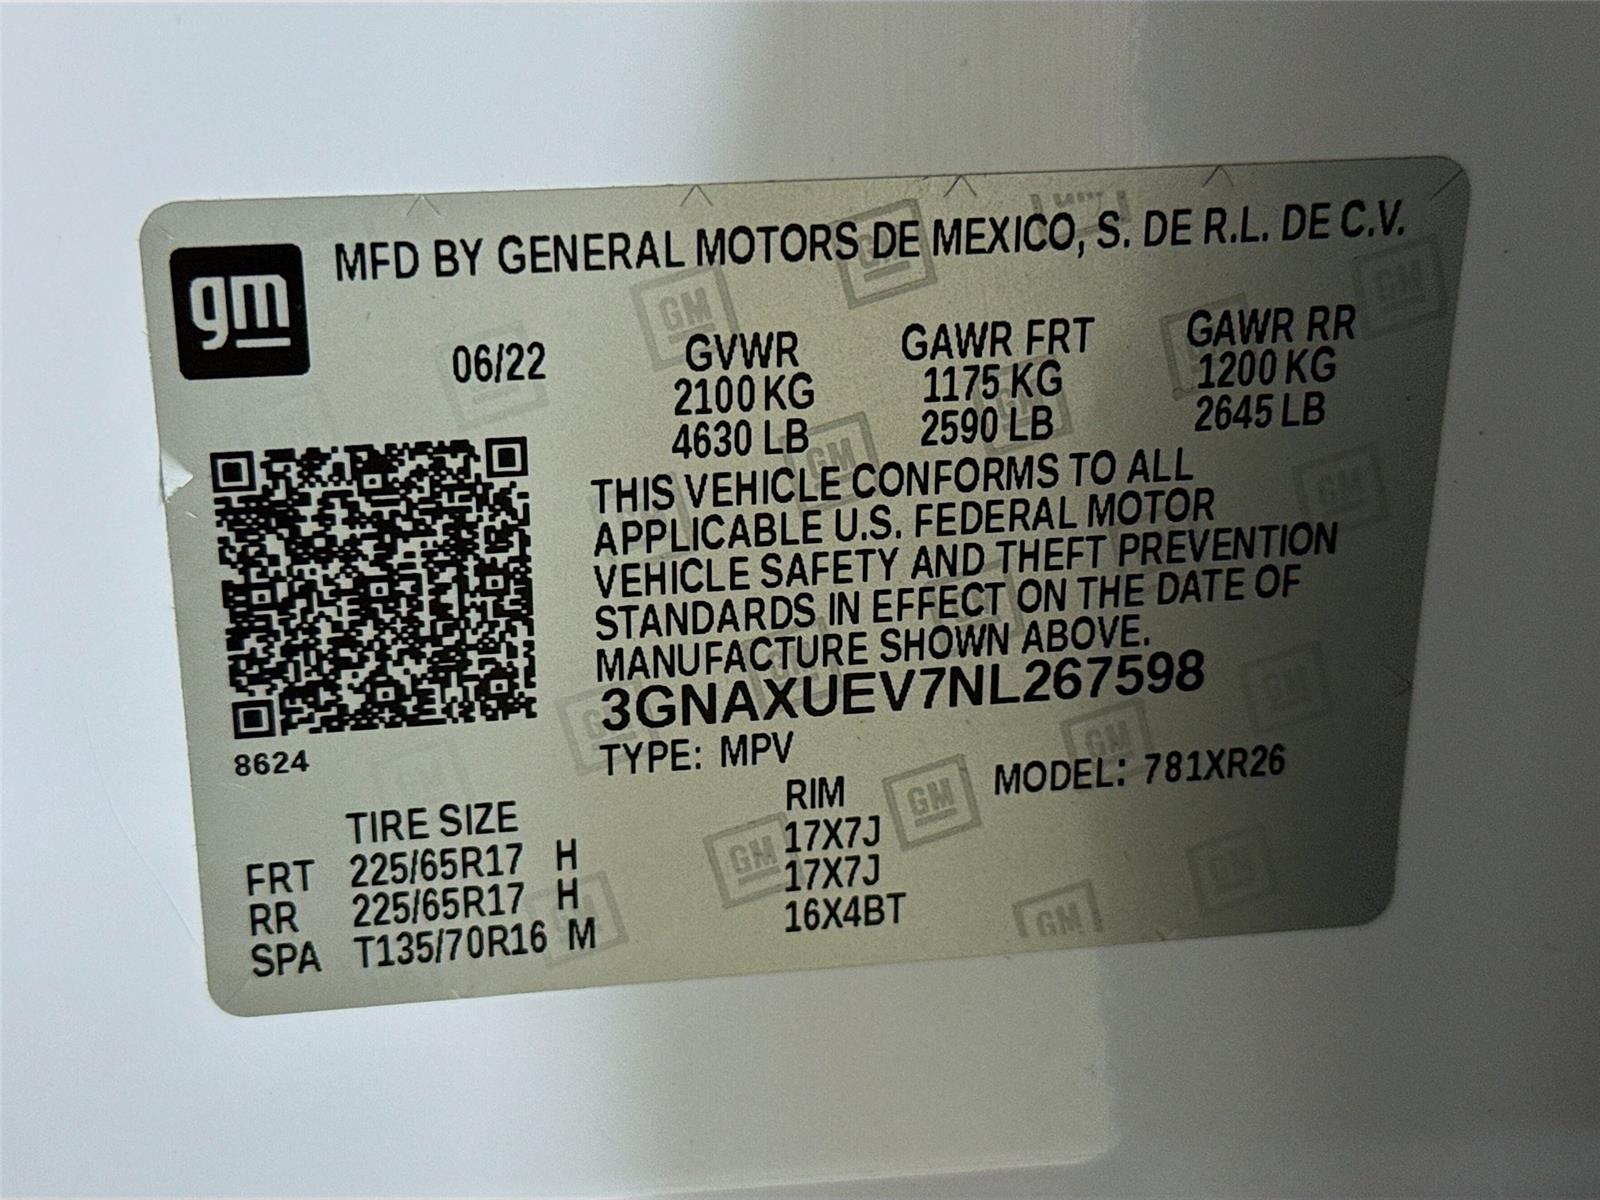 gm
MFD BY GENERAL MOTORS DE MEXICO, S. DE R.L. DE C.V.
06/22
GVWR GAWR FRT GAWR RR
2100 KG 1175 KG 1200 KG
4630 LB 2590 LB 2645 LB
THIS VEHICLE CONFORMS TO ALL
APPLICABLE U.S. FEDERAL MOTOR
VEHICLE SAFETY AND THEFT PREVENTION
STANDARDS IN EFFECT ON THE DATE OF
MANUFACTURE SHOWN ABOVE.
3GNAXUEV7NL267598
8624
TYPE: MPV MODEL: 781XR26
TIRE SIZE RIM
FRT 225/65R17 H 17X7J
RR 225/65R17 H 17X7J
SPA T135/70R16 M 16X4BT